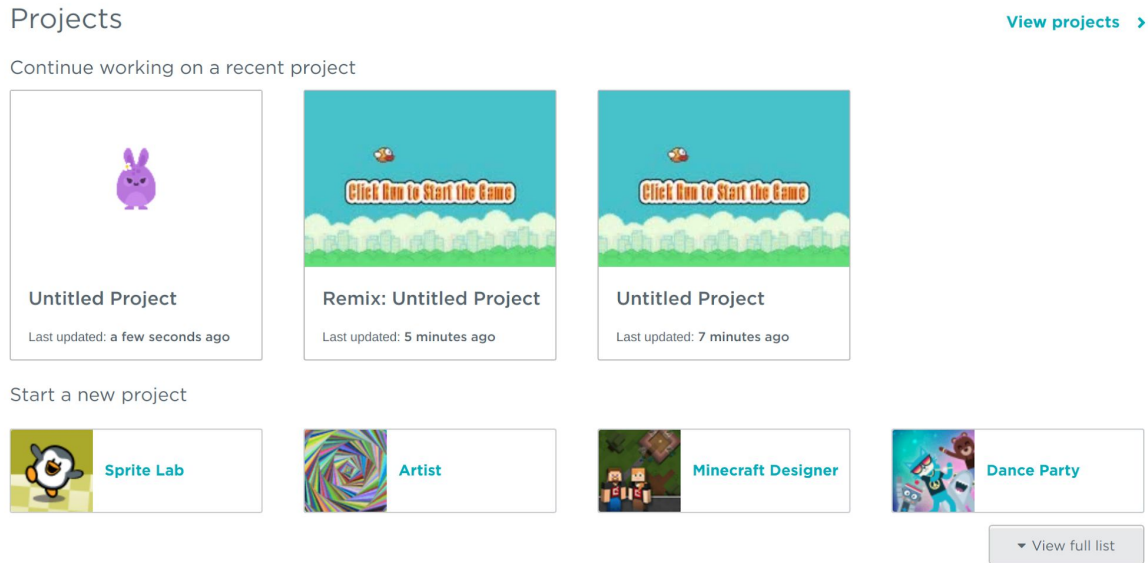 Projects
View projects
Continue working on a recent project
Click Run to Start the Game
Click Run to Start the Game
Untitled Project
Remix: Untitled Project
Untitled Project
Last updated: a few seconds ago
Last updated: 5 minutes ago
Last updated: 7 minutes ago
Start a new project
Sprite Lab
Artist
Minecraft Designer
Dance Party
View full list